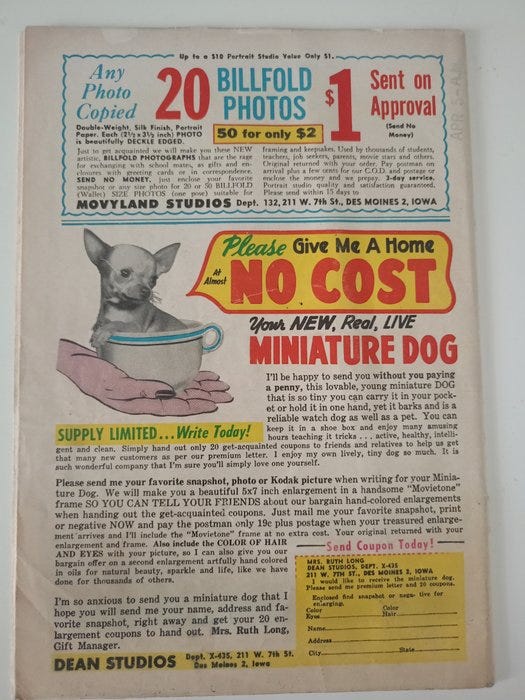 Up to a $10 Portrait Studio Value Only $1.
Any
Photo
Copied
20
BILLFOLD
PHOTOS
50 for only $2
$1
Sent on
Approval
(Send No
Money)
APR 5-
Double-Weight, Silk Finish, Portrait
Paper. Each (2½ x 3½ inch) PHOTO
is beautifully DECKLE EDGED.
Just to get acquainted we will make you these NEW
artistic, BILLFOLD PHOTOGRAPHS that are the rage
for exchanging with school mates, as gifts and en-
closures with greeting cards or in correspondence.
SEND NO MONEY, just enclose your favorite
snapshot or any size photo for 20 or 50 BILLFOLD
(Wallet) SIZE PHOTOS (one pose) suitable for
framing and keepsakes. Used by thousands of students,
teachers, job seekers, parents, movie stars and others.
Original returned with your order. Pay postman on
arrival plus a few cents for our C.O.D. and postage or
enclose the money and we prepay. 3-day service.
Portrait studio quality and satisfaction guaranteed.
Please send within 15 days to
MOVYLAND STUDIOS Dept. 132, 211 W. 7th St., DES MOINES 2, IOWA
Please Give Me A Home
At
Almost
NO COST
Your NEW, Real, LIVE
MINIATURE DOG
I'll be happy to send you without you paying
a penny, this lovable, young miniature DOG
that is so tiny you can carry it in your pock-
et or hold it in one hand, yet it barks and is a
reliable watch dog as well as a pet. You can
keep it in a shoe box and enjoy many amusing
SUPPLY LIMITED... Write Today!
hours teaching it tricks . . . active, healthy, intelli-
gent and clean. Simply hand out only 20 get-acquainted coupons to friends and relatives to help us get
that many new customers as per our premium letter. I enjoy my own lively, tiny dog so much. It is
such wonderful company that I'm sure you'll simply love one yourself.
Please send me your favorite snapshot, photo or Kodak picture when writing for your Minia-
ture Dog. We will make you a beautiful 5x7 inch enlargement in a handsome "Movietone"
frame SO YOU CAN TELL YOUR FRIENDS about our bargain hand-colored enlargements
when handing out the get-acquainted coupons. Just mail me your favorite snapshot, print
or negative NOW and pay the postman only 19c plus postage when your treasured enlarge-
ment arrives and I'll include the "Movietone" frame at no extra cost. Your original returned with your
enlargement and frame. Also include the COLOR OF HAIR
AND EYES with your picture, so I can also give you our
bargain offer on a second enlargement artfully hand colored
in oils for natural beauty, sparkle and life, like we have
done for thousands of others.
I'm so anxious to send you a miniature dog that I
hope you will send me your name, address and fa-
vorite snapshot, right away and get your 20 en-
largement coupons to hand out. Mrs. Ruth Long,
Gift Manager.
DEAN STUDIOS Dept. X-435, 211 W. 7th St.
Des Moines 2, Iowa
Send Coupon Today!
MRS. RUTH LONG
DEAN STUDIOS, DEPT. X-435
211 W. 7TH ST., DES MOINES 2, IOWA
I would like to receive the miniature dog.
Please send me premium letter and 20 coupons.
Enclosed find snapshot or nega- tive for
enlarging.
Color Color
Eyes Hair
Name
Address
City State